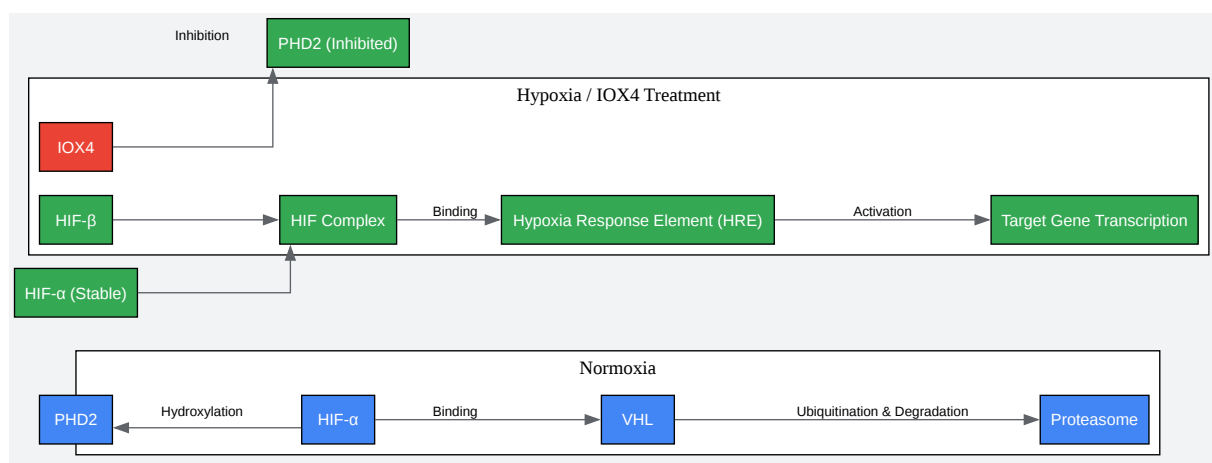 Inhibition
PHD2 (Inhibited)
Hypoxia / IOX4 Treatment
IOX4
HIF-β
HIF Complex
Binding
Hypoxia Response Element (HRE)
Activation
Target Gene Transcription
HIF-α (Stable)
Normoxia
PHD2
Hydroxylation
HIF-α
Binding
VHL
Ubiquitination & Degradation
Proteasome